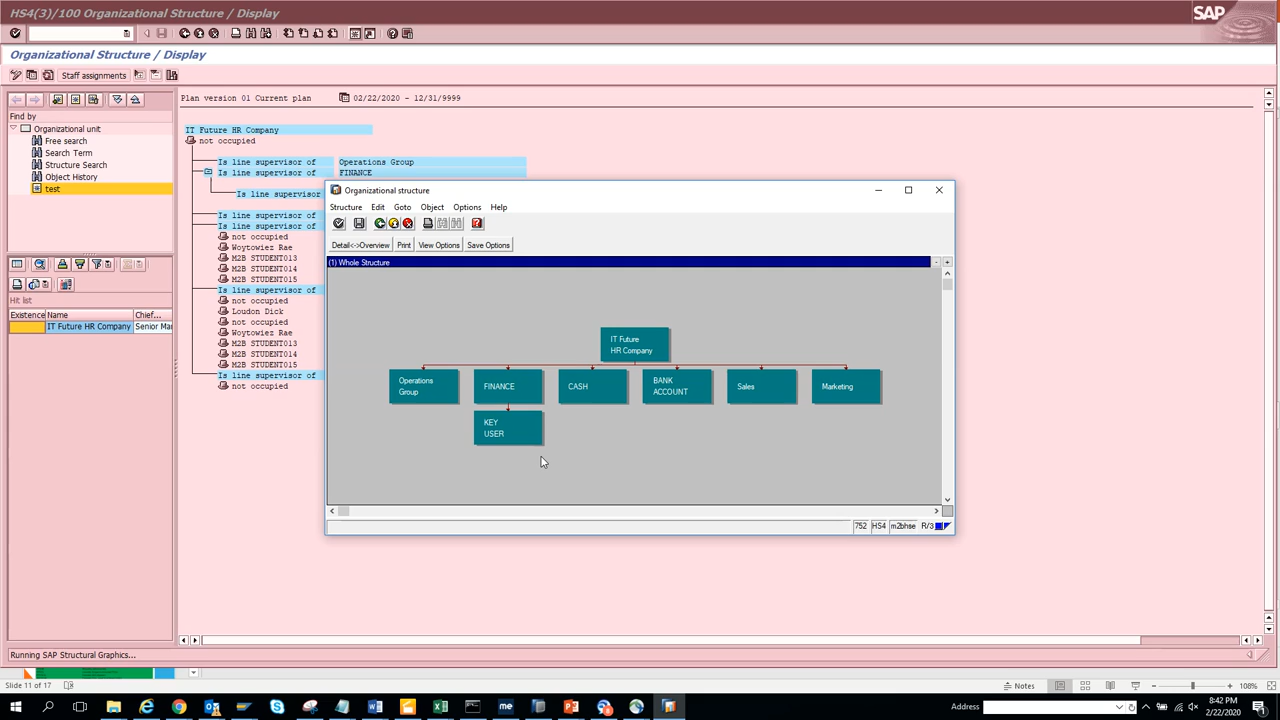 HS4(3)/100 Organizational Structure / Display
SAP
Organizational Structure / Display
Staff assignments
Find by
Organizational unit
Free search
Search Term
Structure Search
Object History
test
Hit list
Existence Name Chief...
IT Future HR Company Senior Mar
Plan version 01 Current plan 02/22/2020 - 12/31/9999
IT Future HR Company
not occupied
Is line supervisor of Operations Group
Is line supervisor of FINANCE
Is line supervisor
Is line supervisor of
Is line supervisor of
not occupied
Woytowiez Rae
M2B STUDENT013
M2B STUDENT014
M2B STUDENT015
Is line supervisor of
not occupied
Loudon Dick
not occupied
Woytowiez Rae
M2B STUDENT013
M2B STUDENT014
M2B STUDENT015
Is line supervisor of
not occupied
Organizational structure
Structure Edit Goto Object Options Help
Detail<->Overview Print View Options Save Options
(1) Whole Structure
IT Future
HR Company
Operations
Group
FINANCE
CASH
BANK
ACCOUNT
Sales
Marketing
KEY
USER
752 HS4 m2bhse R/3
Running SAP Structural Graphics...
Slide 11 of 17
Notes
108%
Address
8:42 PM
2/22/2020